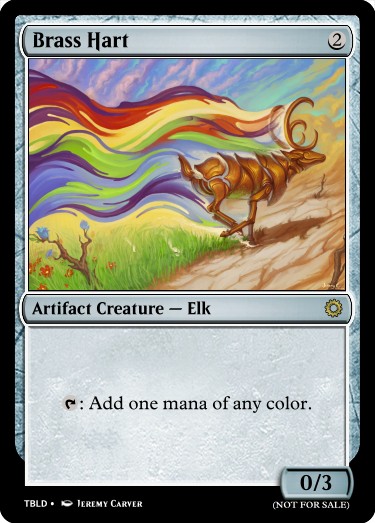 Brass Hart 2
Artifact Creature — Elk
: Add one mana of any color.
0/3
TBLD • Jeremy Carver
(NOT FOR SALE)